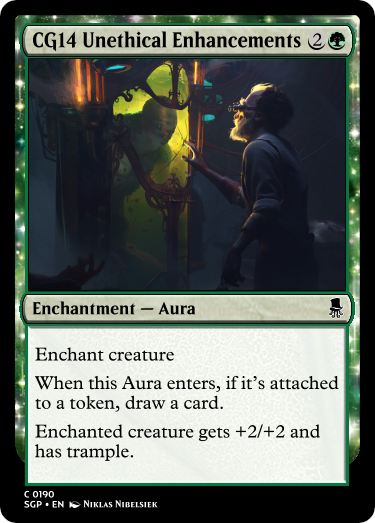 CG14 Unethical Enhancements 2
Enchantment — Aura
Enchant creature
When this Aura enters, if it's attached
to a token, draw a card.
Enchanted creature gets +2/+2 and
has trample.
C 0190
SGP • EN Niklas Nibelsiek